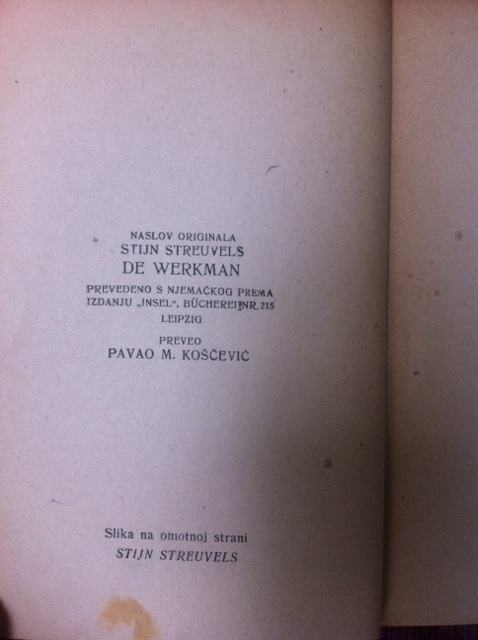 NASLOV ORIGINALA
STIJN STREUVELS
DE WERKMAN
PREVEDENO S NJEMAČKOG PREMA
IZDANJU „INSEL“, BÜCHEREI NR. 215
LEIPZIG
PREVEO
PAVAO M. KOŠČEVIĆ
Slika na omotnoj strani
STIJN STREUVELS